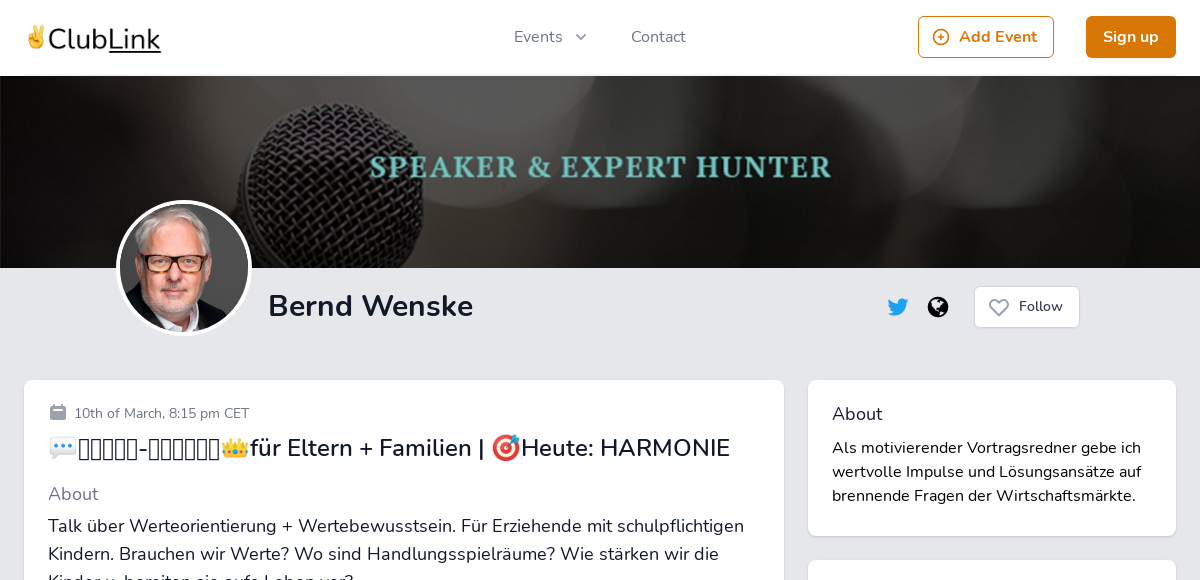 ClubLink
Events
Contact
Add Event
Sign up
SPEAKER & EXPERT HUNTER
Bernd Wenske
Follow
10th of March, 8:15 pm CET
💬▯▯▯▯▯-▯▯▯▯▯▯👑für Eltern + Familien | 🎯Heute: HARMONIE
About
Talk über Werteorientierung + Wertebewusstsein. Für Erziehende mit schulpflichtigen
Kindern. Brauchen wir Werte? Wo sind Handlungsspielräume? Wie stärken wir die
About
Als motivierender Vortragsredner gebe ich
wertvolle Impulse und Lösungsansätze auf
brennende Fragen der Wirtschaftsmärkte.